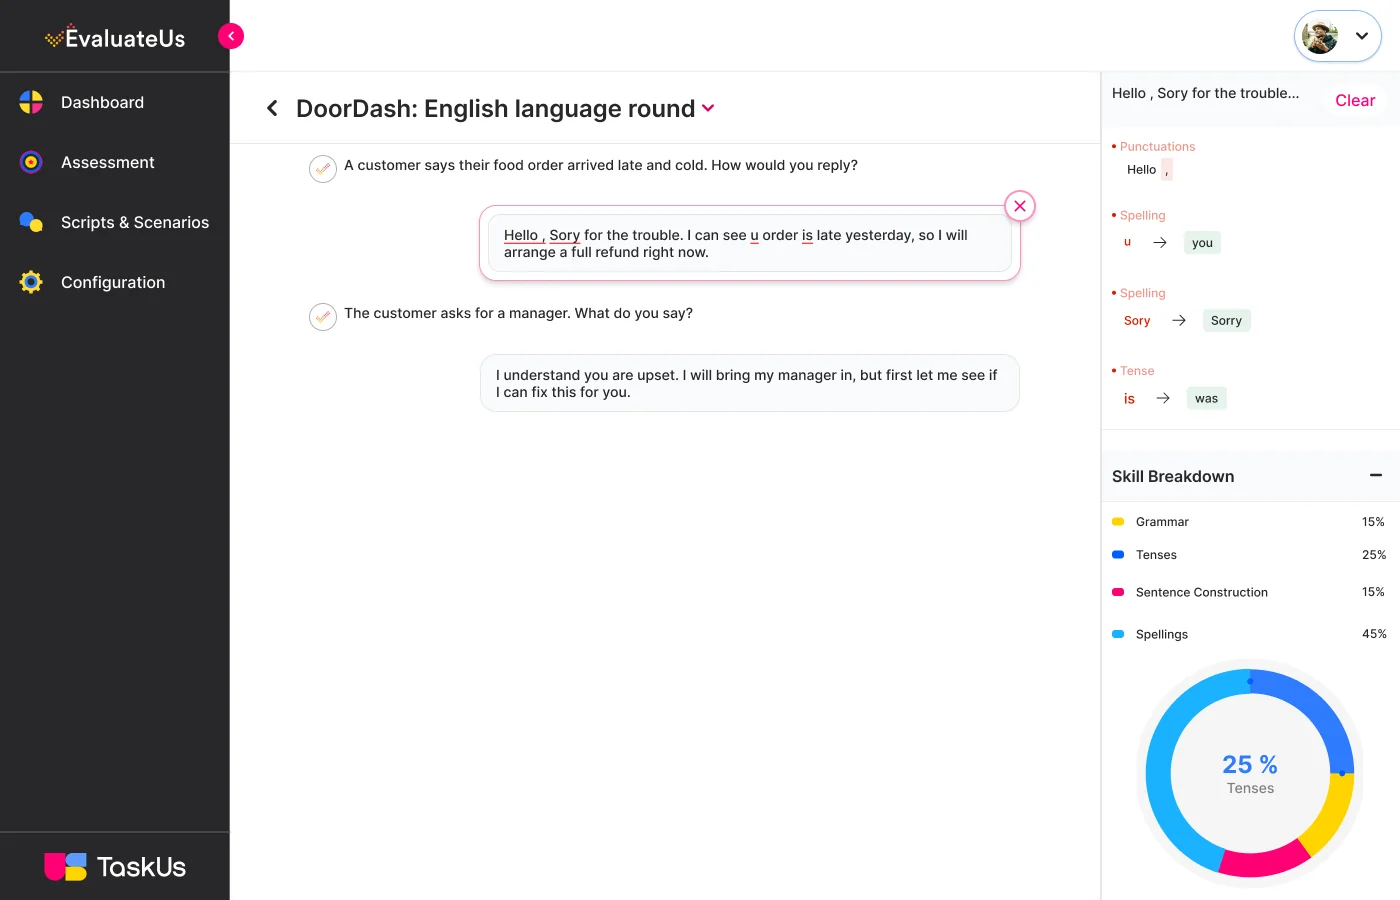 EvaluateUs
Dashboard
Assessment
Scripts & Scenarios
Configuration
TaskUs
DoorDash: English language round
A customer says their food order arrived late and cold. How would you reply?
Hello , Sory for the trouble. I can see u order is late yesterday, so I will
arrange a full refund right now.
The customer asks for a manager. What do you say?
I understand you are upset. I will bring my manager in, but first let me see if
I can fix this for you.
Hello , Sory for the trouble...
Clear
Punctuations
Hello ,
Spelling
u → you
Spelling
Sory → Sorry
Tense
is → was
Skill Breakdown
Grammar 15%
Tenses 25%
Sentence Construction 15%
Spellings 45%
25 %
Tenses